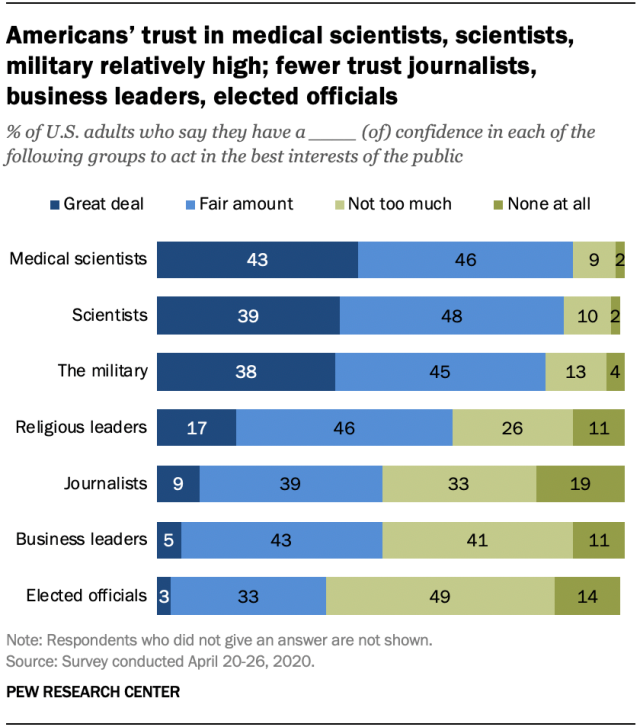 Americans’ trust in medical scientists, scientists,
military relatively high; fewer trust journalists,
business leaders, elected officials
% of U.S. adults who say they have a ____ (of) confidence in each of the
following groups to act in the best interests of the public
Great deal Fair amount Not too much None at all
Medical scientists 43 46 9 2
Scientists 39 48 10 2
The military 38 45 13 4
Religious leaders 17 46 26 11
Journalists 9 39 33 19
Business leaders 5 43 41 11
Elected officials 3 33 49 14
Note: Respondents who did not give an answer are not shown.
Source: Survey conducted April 20-26, 2020.
PEW RESEARCH CENTER